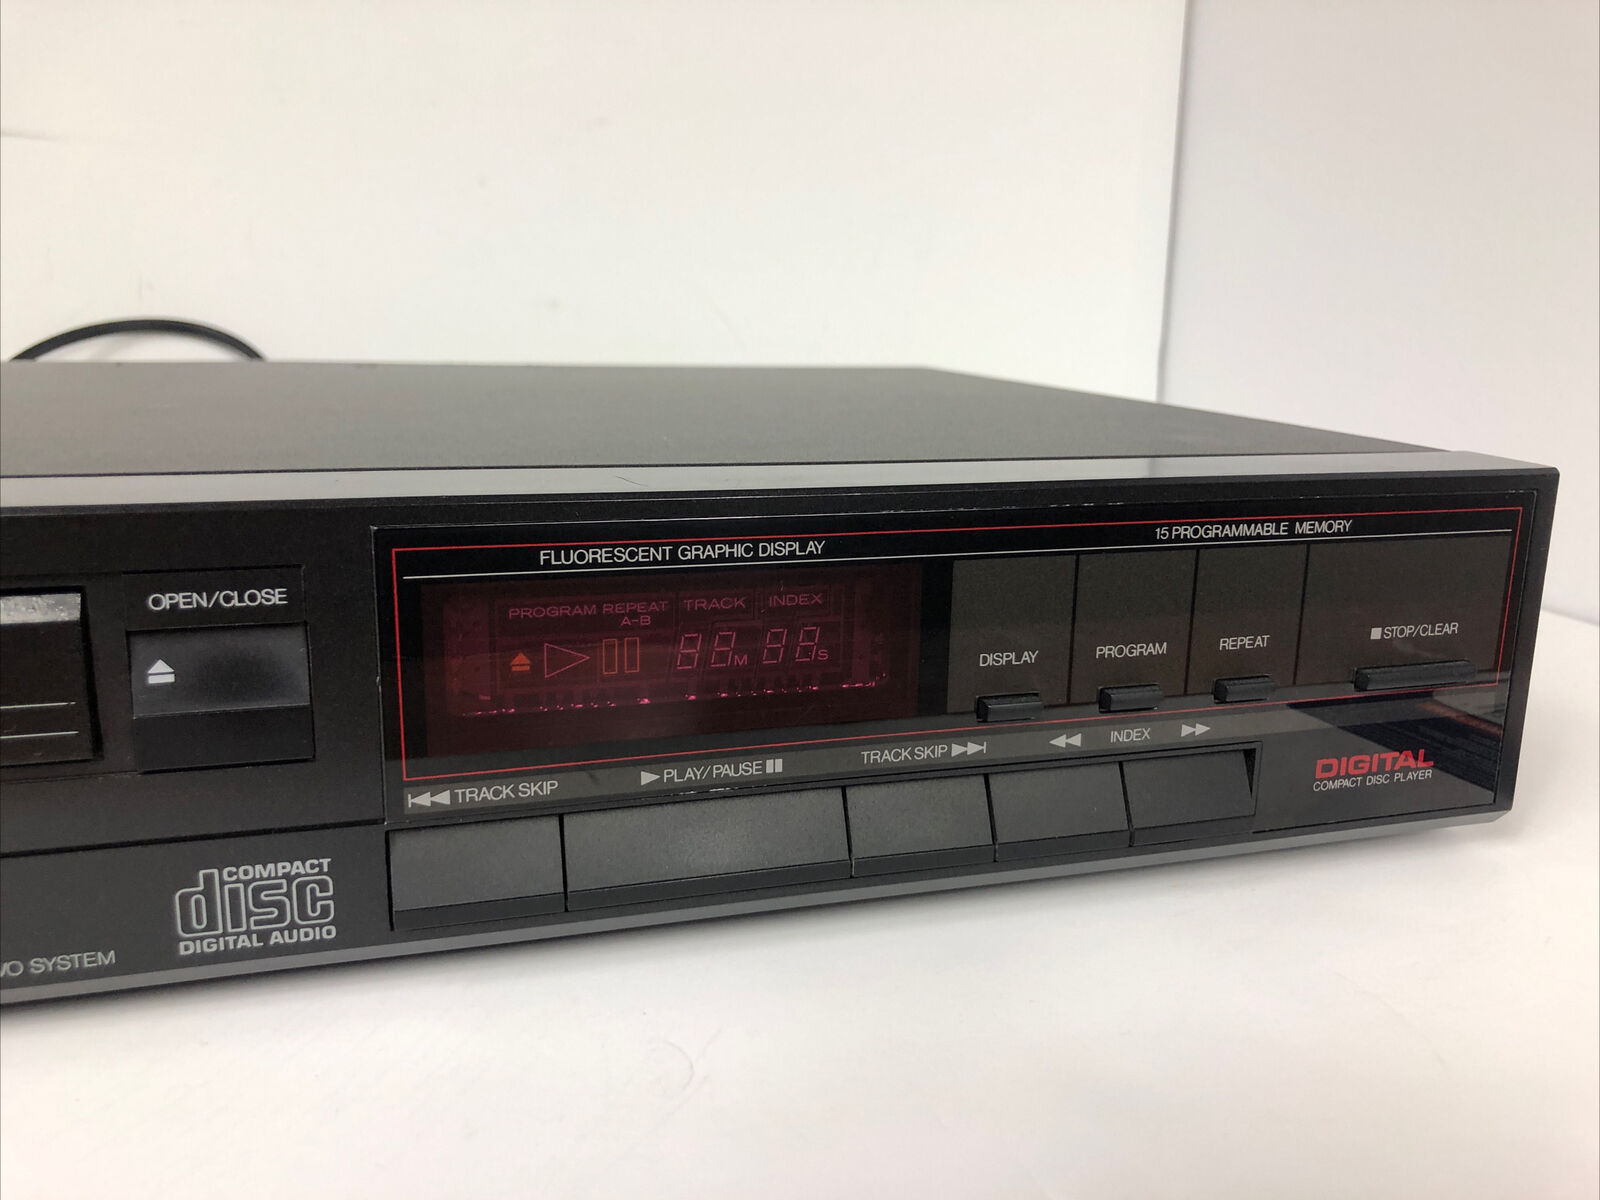 FLUORESCENT GRAPHIC DISPLAY
15 PROGRAMMABLE MEMORY
OPEN/CLOSE
PROGRAM REPEAT TRACK INDEX
A-B
88M 88S
DISPLAY
PROGRAM
REPEAT
STOP/CLEAR
TRACK SKIP
PLAY/PAUSE
TRACK SKIP
INDEX
DIGITAL
COMPACT DISC PLAYER
COMPACT
disc
DIGITAL AUDIO
SYSTEM